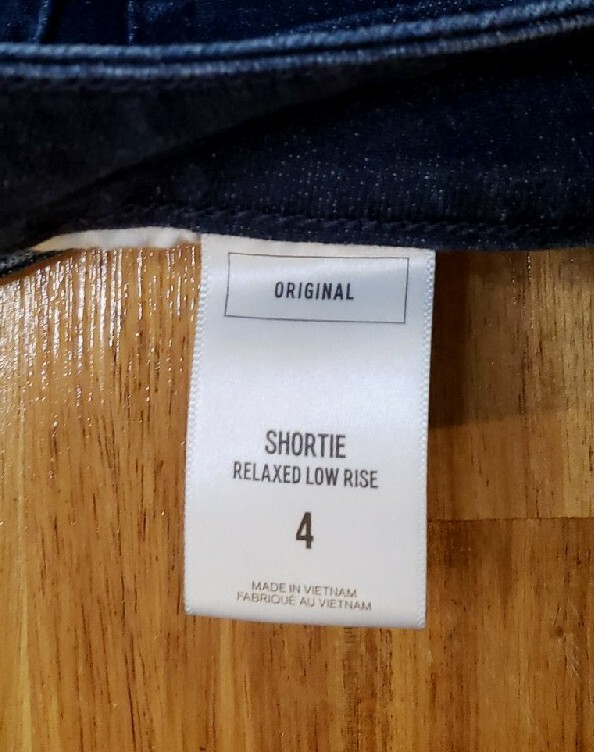 ORIGINAL
SHORTIE
RELAXED LOW RISE
4
MADE IN VIETNAM
FABRIQUÉ AU VIETNAM